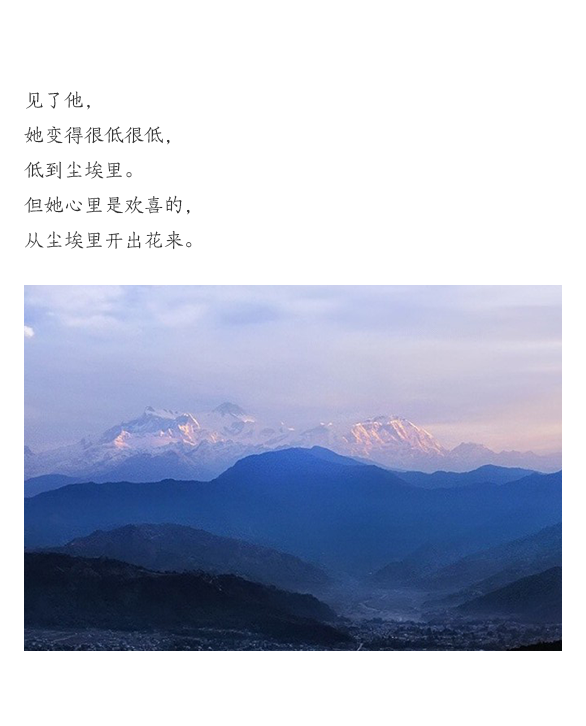 见了他，
她变得很低很低，
低到尘埃里。
但她心里是欢喜的，
从尘埃里开出花来。